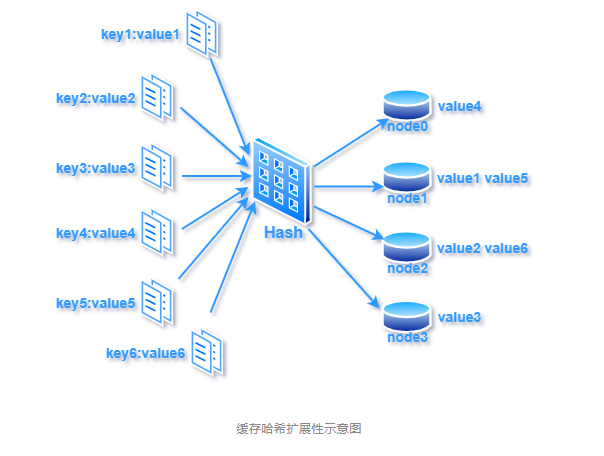 key1:value1
key2:value2
key3:value3
key4:value4
key5:value5
key6:value6
Hash
value4
node0
value1 value5
node1
value2 value6
node2
value3
node3
缓存哈希扩展性示意图